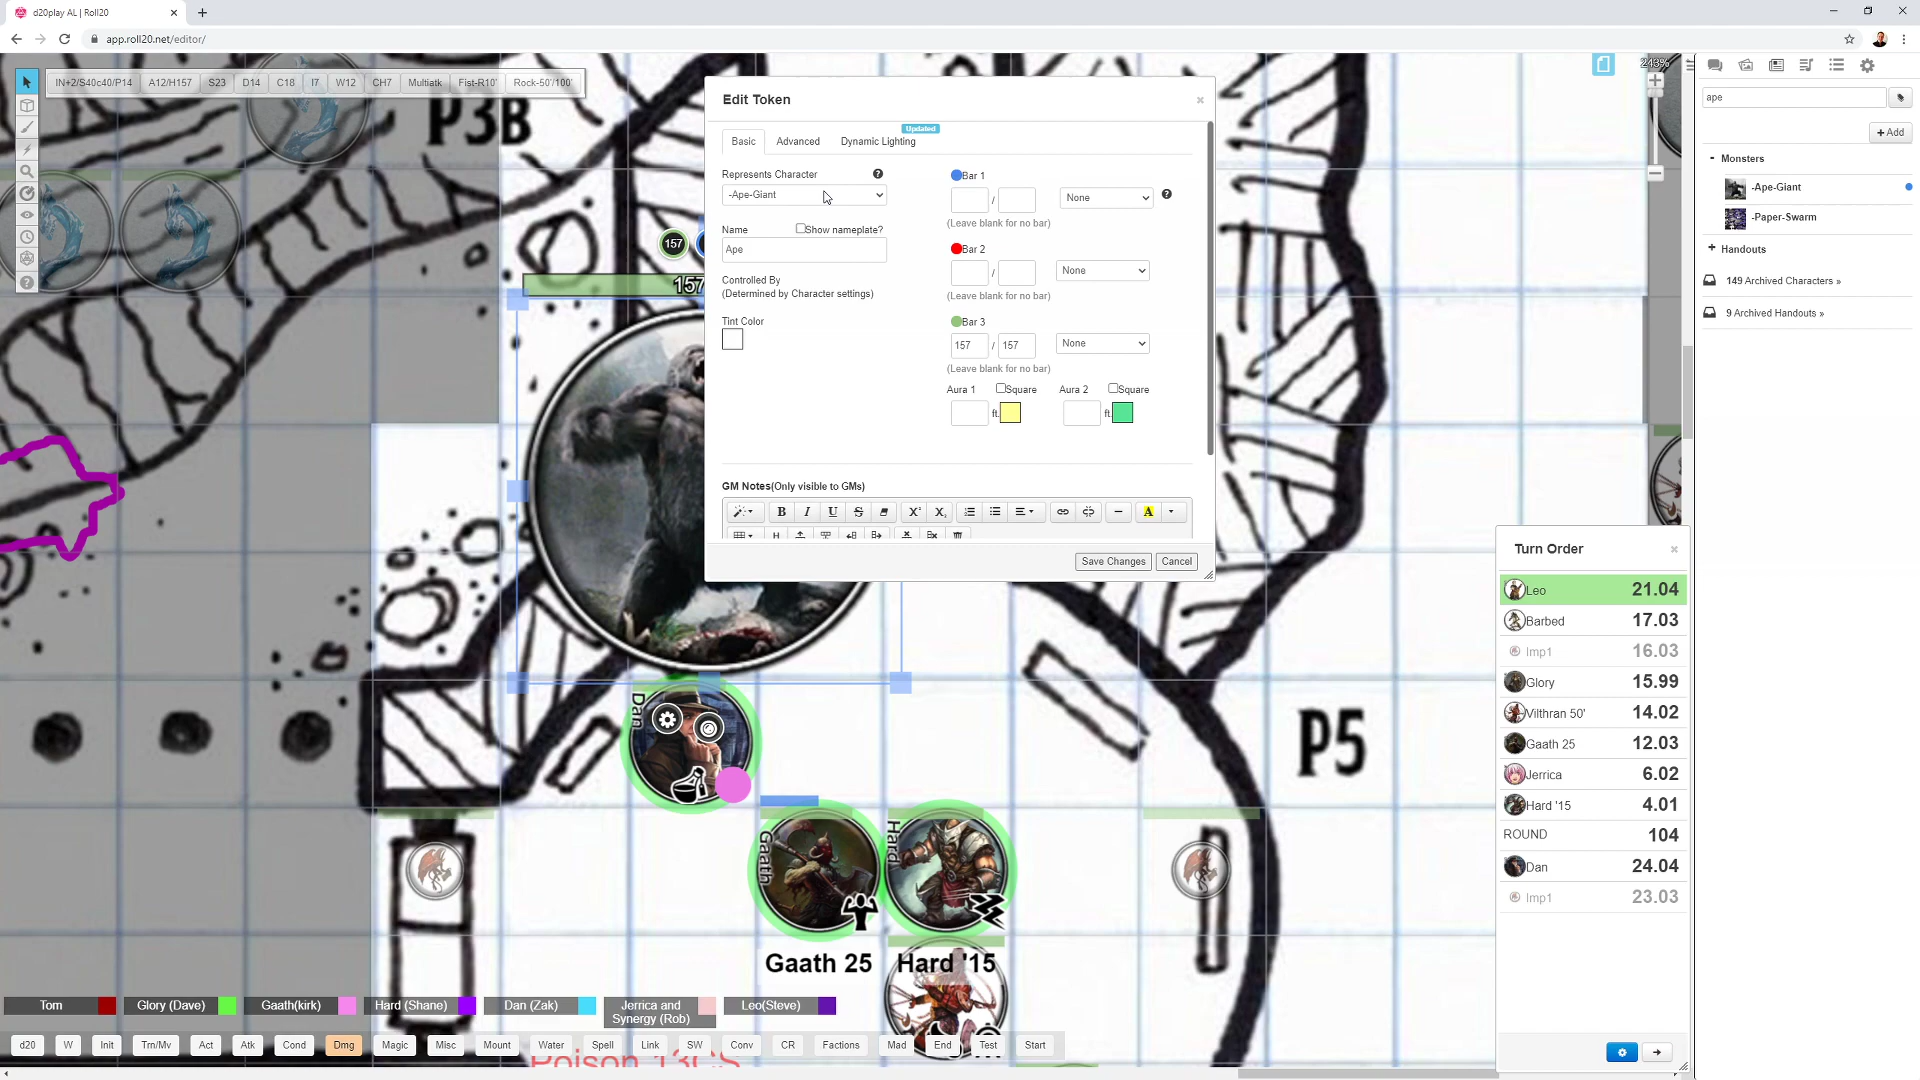 d20play AL | Roll20
app.roll20.net/editor/
IN+2/S40c40/P14 A12/H157 S23 D14 C18 I7 W12 CH7 Multiatk Fist-R10' Rock-50'/100'
P3B
243%
Edit Token
Updated
Basic Advanced Dynamic Lighting
Represents Character
-Ape-Giant
Name Show nameplate?
Ape
Controlled By
(Determined by Character settings)
Tint Color
Bar 1
/ None
(Leave blank for no bar)
Bar 2
/ None
(Leave blank for no bar)
Bar 3
157 / 157 None
(Leave blank for no bar)
Aura 1 Square Aura 2 Square
ft. ft.
GM Notes(Only visible to GMs)
Save Changes Cancel
157
157
Dan
Gaath
Hard
Gaath 25 Hard '15
P5
Poison 13CS
ape
+ Add
- Monsters
-Ape-Giant
-Paper-Swarm
+ Handouts
149 Archived Characters »
9 Archived Handouts »
Turn Order
Leo 21.04
Barbed 17.03
Imp1 16.03
Glory 15.99
Vilthran 50' 14.02
Gaath 25 12.03
Jerrica 6.02
Hard '15 4.01
ROUND 104
Dan 24.04
Imp1 23.03
Tom Glory (Dave) Gaath(kirk) Hard (Shane) Dan (Zak) Jerrica and Synergy (Rob) Leo(Steve)
d20 W Init Trn/Mv Act Atk Cond Dmg Magic Misc Mount Water Spell Link SW Conv CR Factions Mad End Test Start